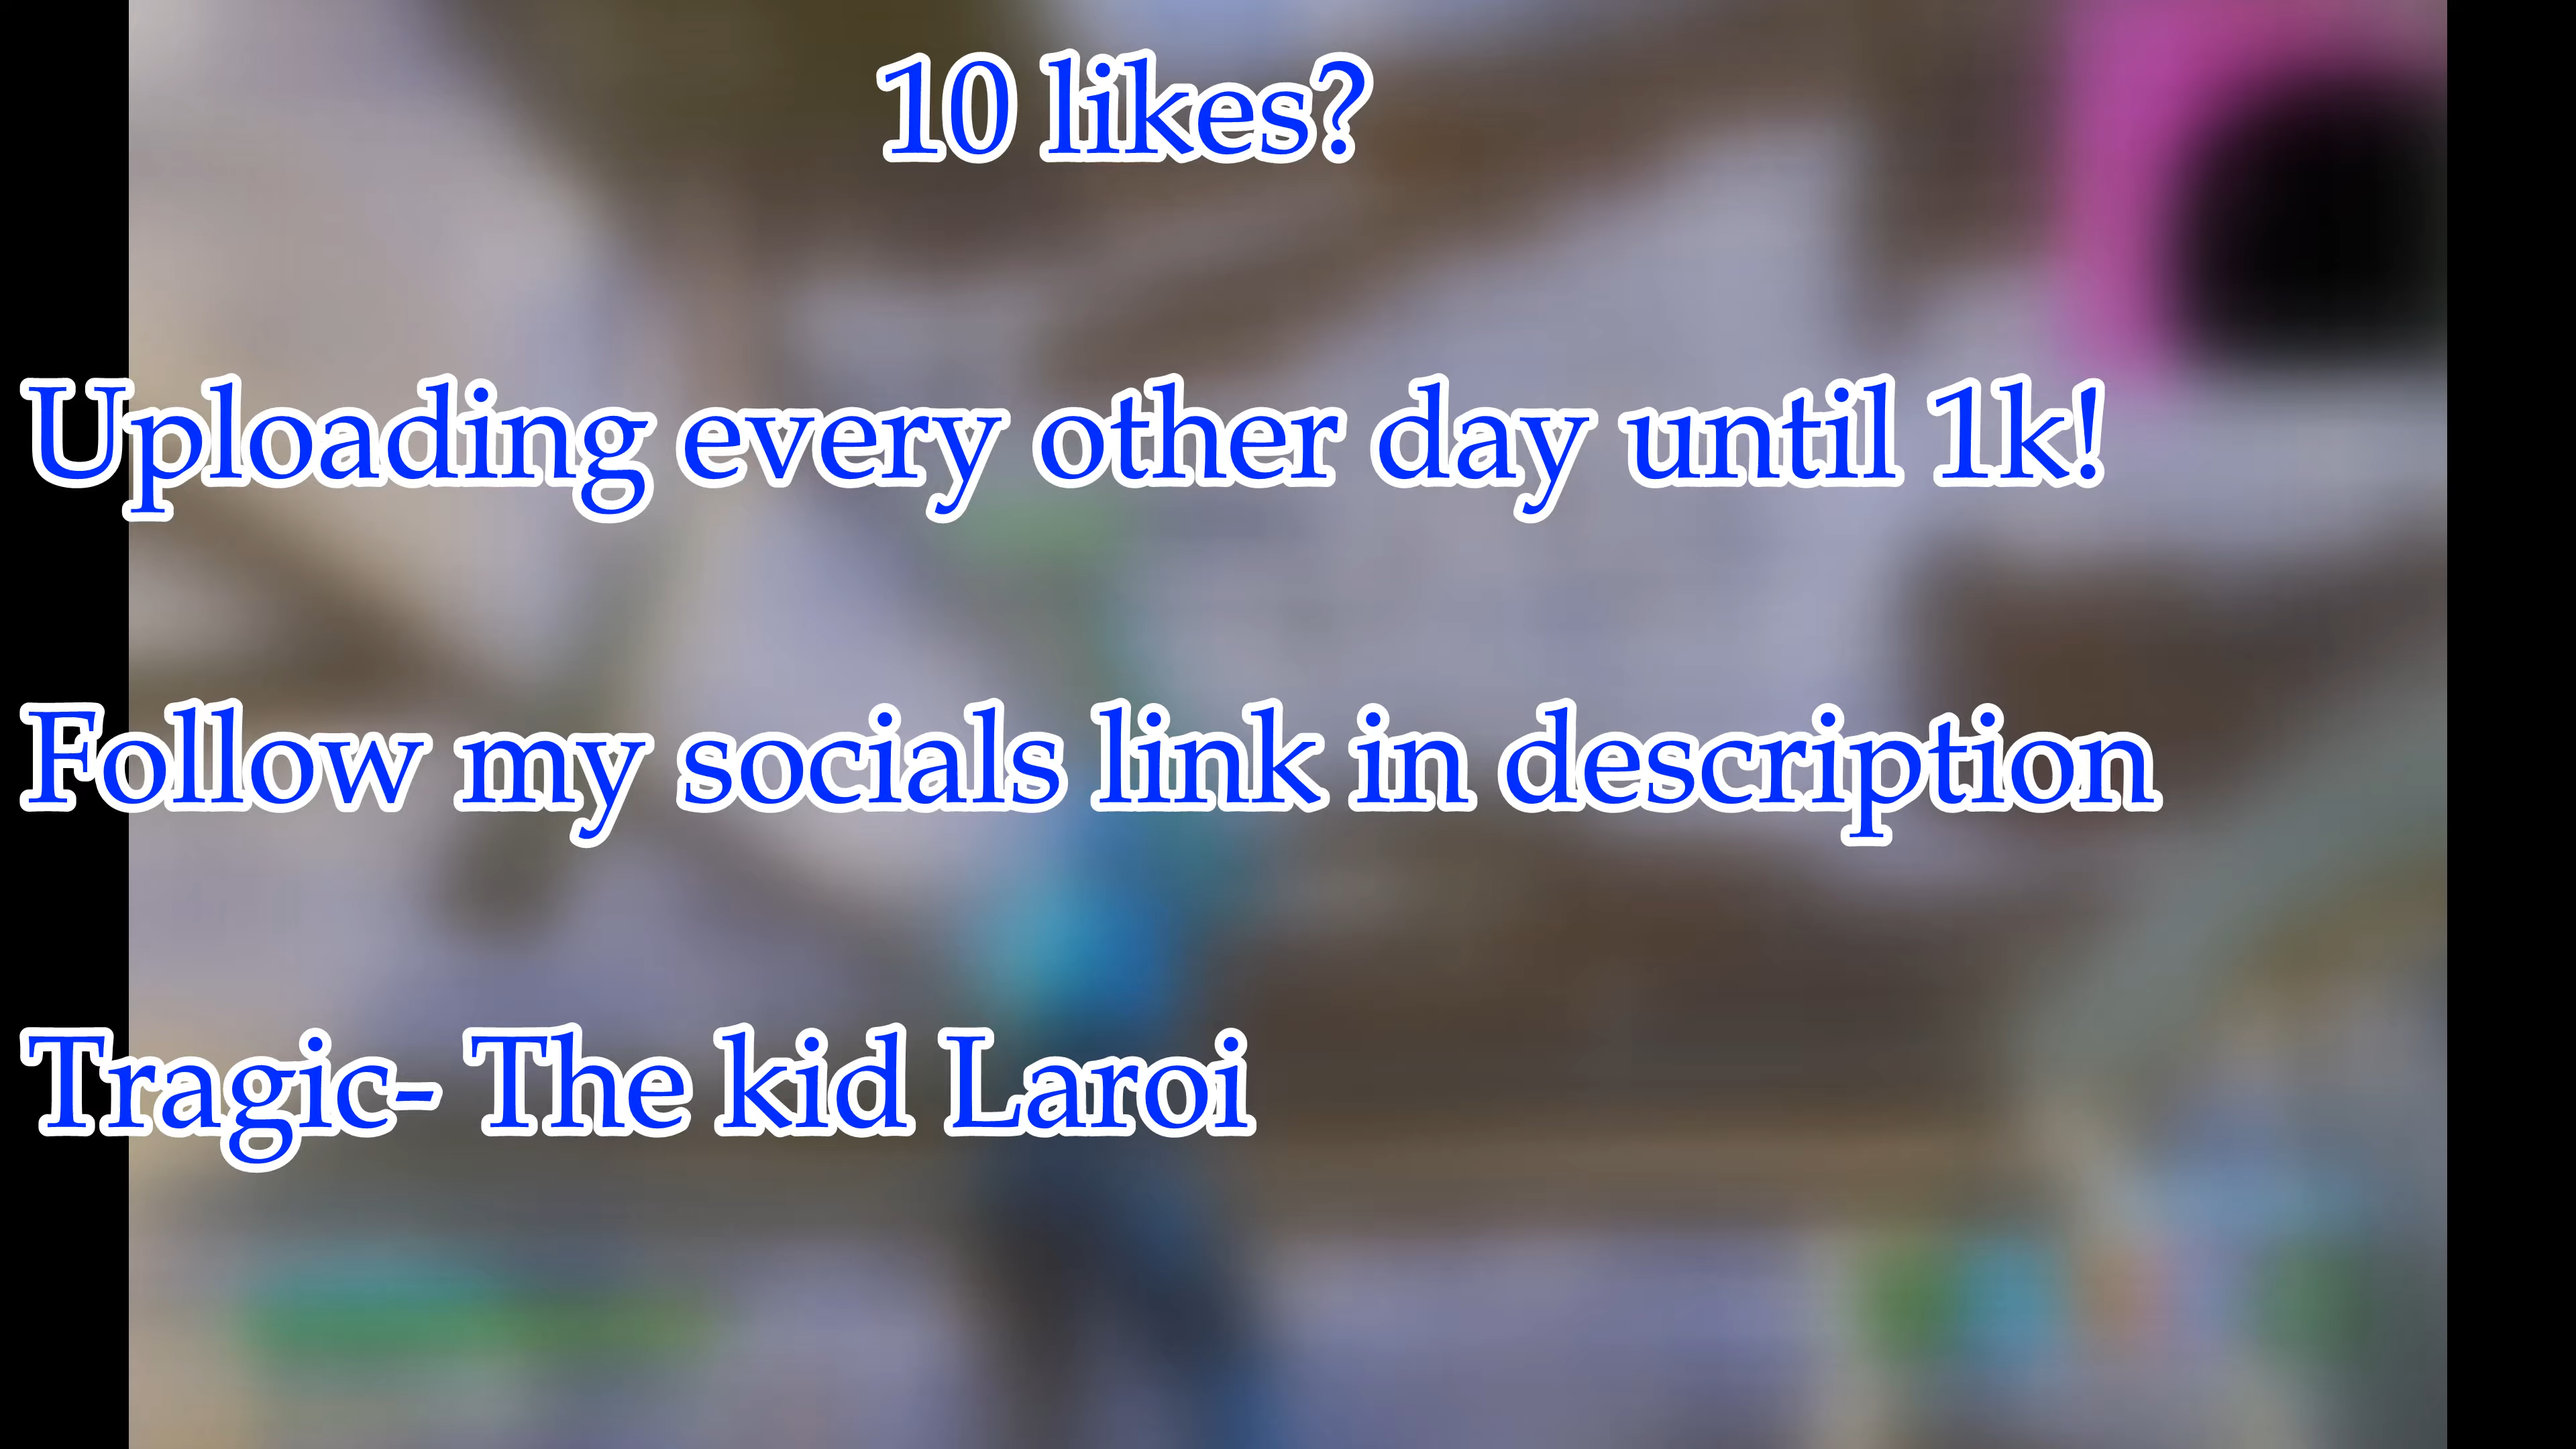 10 likes?
Uploading every other day until 1k!
Follow my socials link in description
Tragic- The kid Laroi